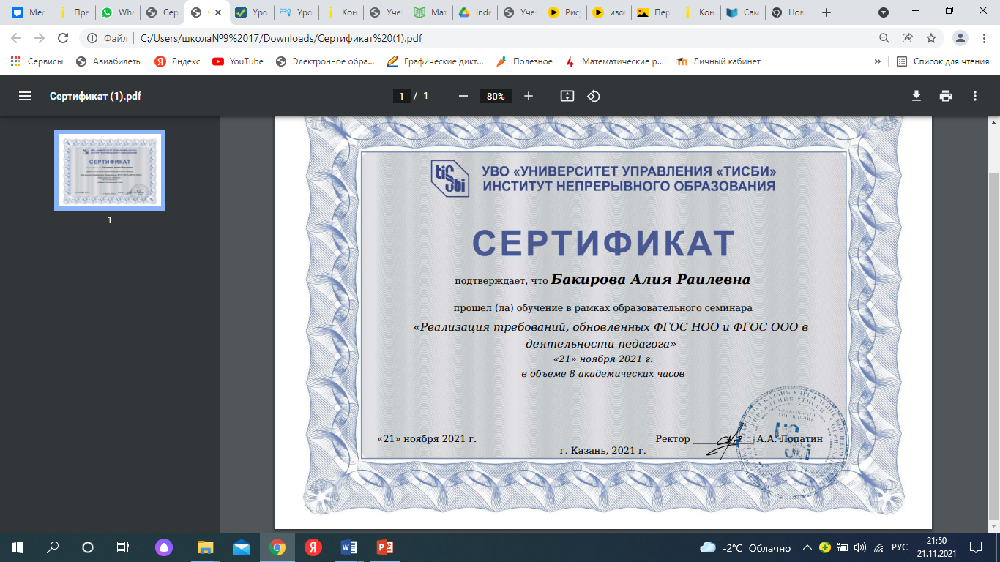 Мес
Пре
Wha
Сер
С
Уро
Уро
Кон
Уче
Мат
inde
Уче
Рис
изо
Пер
Кон
Сам
Нов
Файл
C:/Users/школа№9%2017/Downloads/Сертификат%20(1).pdf
Сервисы
Авиабилеты
Яндекс
YouTube
Электронное обра...
Графические дикт...
Полезное
Математические р...
Личный кабинет
»
Список для чтения
Сертификат (1).pdf
1 / 1
80%
1
УВО «УНИВЕРСИТЕТ УПРАВЛЕНИЯ «ТИСБИ»
ИНСТИТУТ НЕПРЕРЫВНОГО ОБРАЗОВАНИЯ
СЕРТИФИКАТ
подтверждает, что Бакирова Алия Раилевна
прошел (ла) обучение в рамках образовательного семинара
«Реализация требований, обновленных ФГОС НОО и ФГОС ООО в
деятельности педагога»
«21» ноября 2021 г.
в объеме 8 академических часов
«21» ноября 2021 г.
Ректор ____________ А.А. Лопатин
г. Казань, 2021 г.
-2°C Облачно
РУС
21:50
21.11.2021